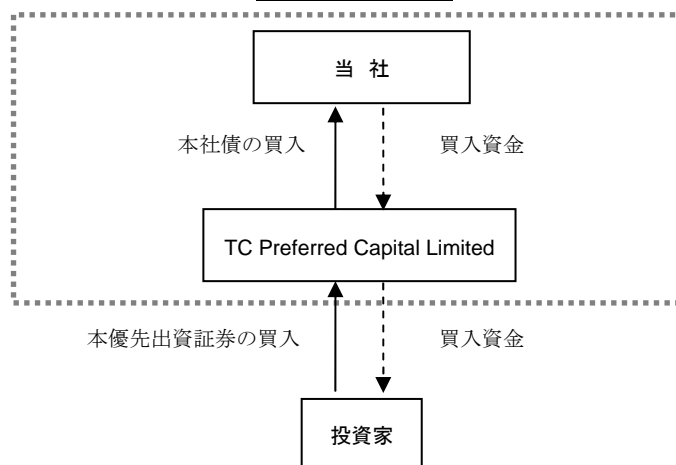 当 社
本社債の買入 買入資金
TC Preferred Capital Limited
本優先出資証券の買入 買入資金
投資家